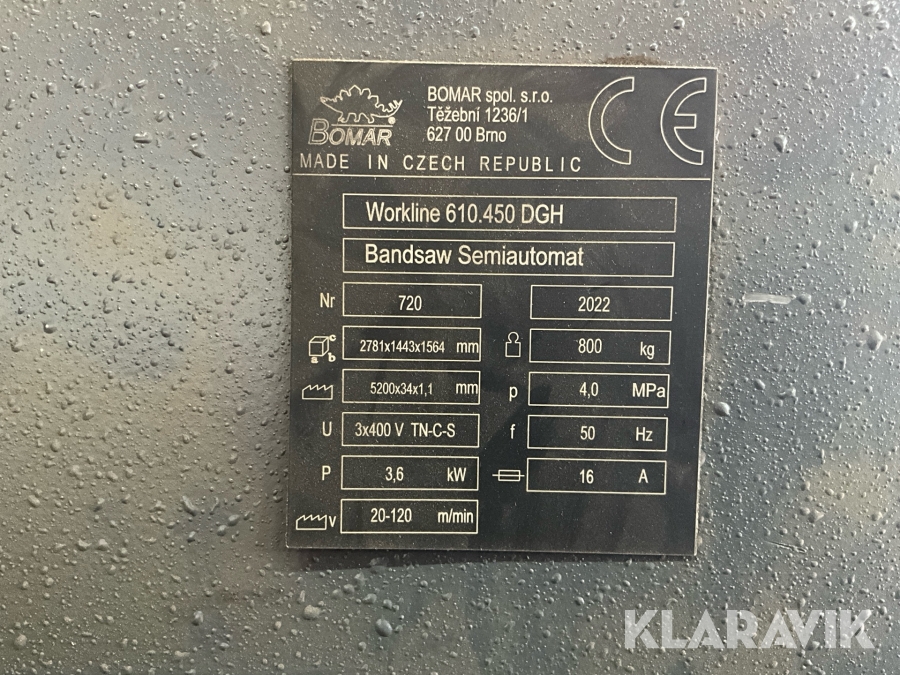 BOMAR®
BOMAR spol. s.r.o.
Těžební 1236/1
627 00 Brno
CE
MADE IN CZECH REPUBLIC
Workline 610.450 DGH
Bandsaw Semiautomat
Nr 720 2022
a b c 2781x1443x1564 mm 800 kg
5200x34x1,1 mm p 4,0 MPa
U 3x400 V TN-C-S f 50 Hz
P 3,6 kW 16 A
v 20-120 m/min
KLARAVIK